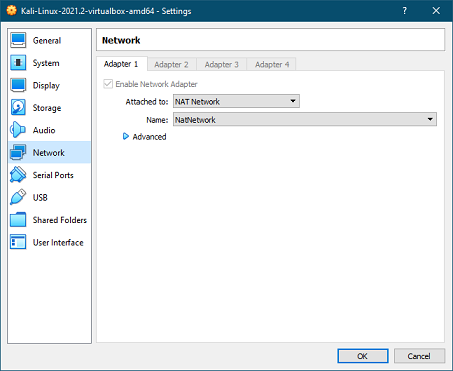 Kali-Linux-2021.2-virtualbox-amd64 - Settings
General
System
Display
Storage
Audio
Network
Serial Ports
USB
Shared Folders
User Interface
Network
Adapter 1 Adapter 2 Adapter 3 Adapter 4
Enable Network Adapter
Attached to: NAT Network
Name: NatNetwork
Advanced
OK Cancel